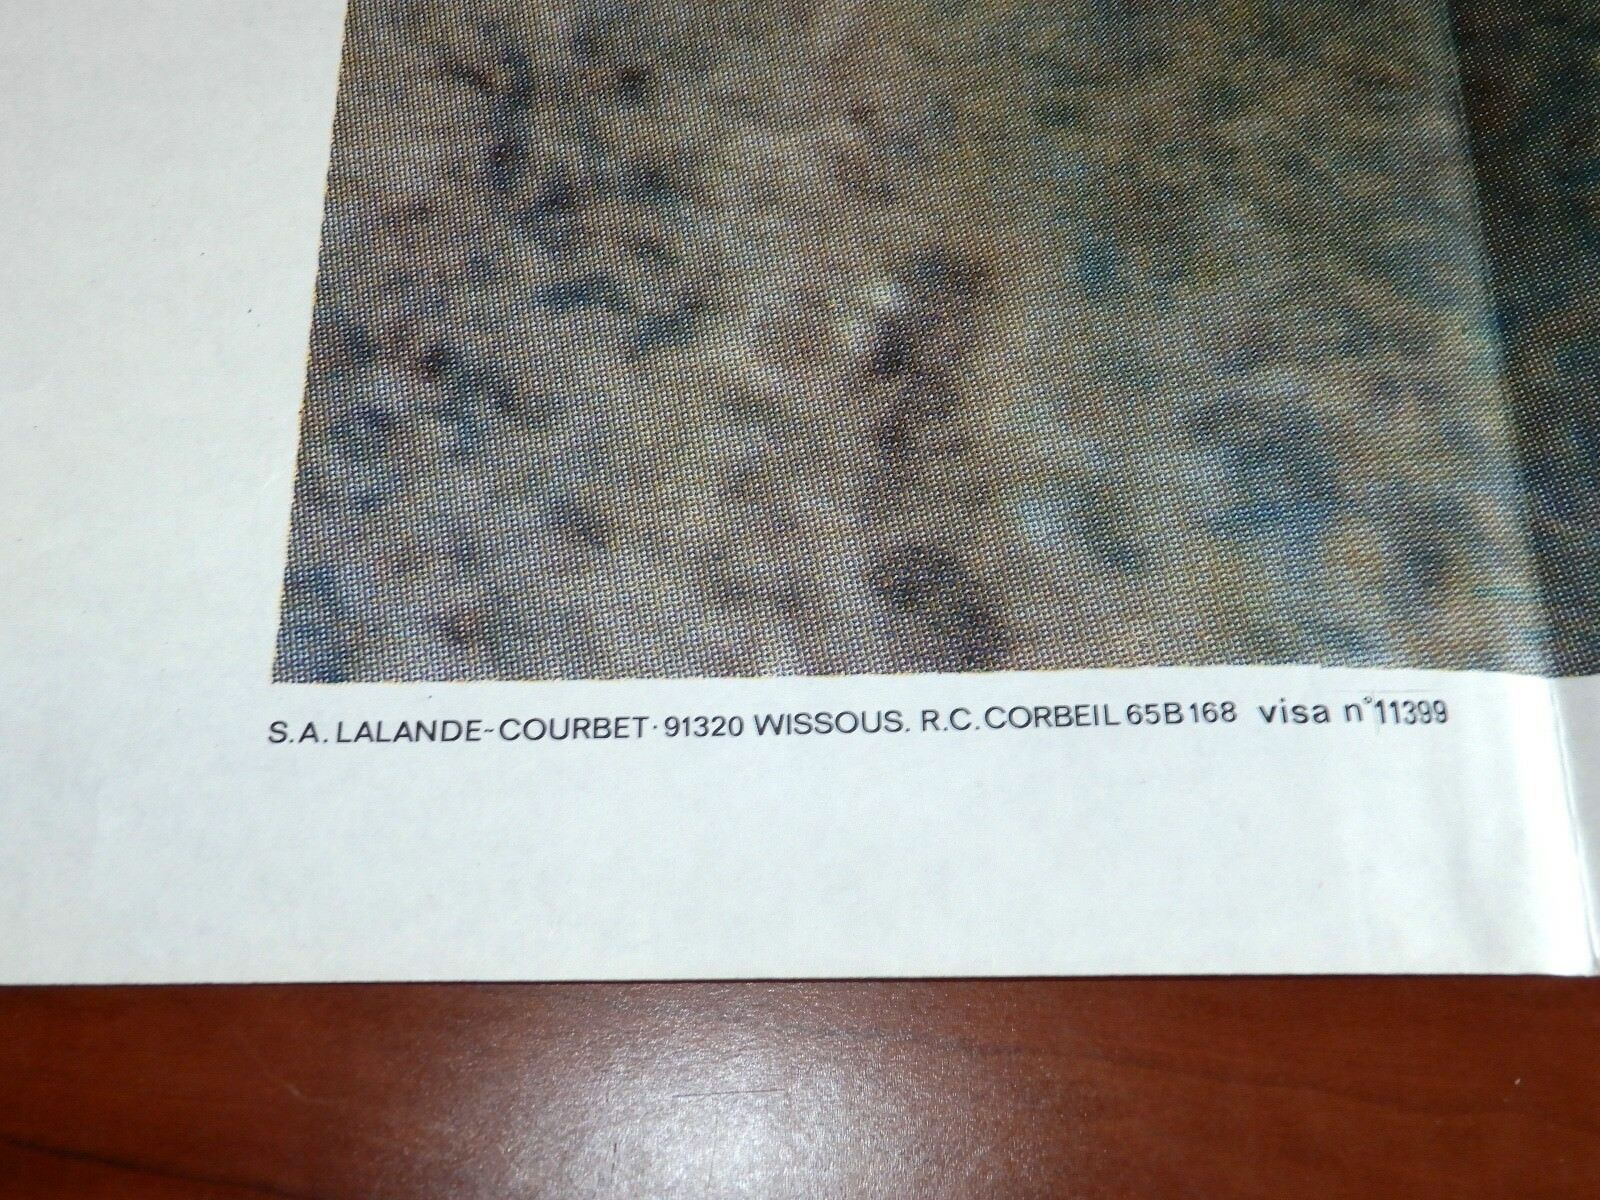 S.A. LALANDE-COURBET · 91320 WISSOUS. R.C. CORBEIL 65B168 visa n°11399